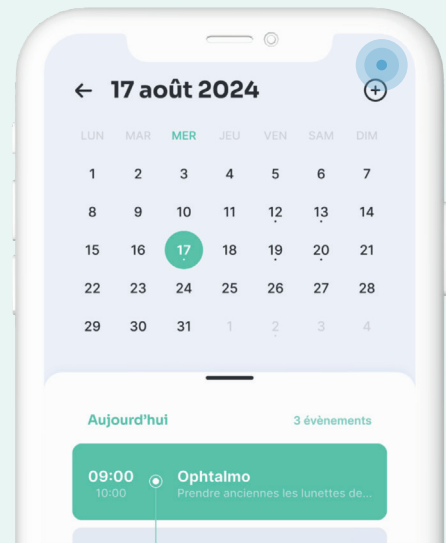 ← 17 août 2024
LUN MAR MER JEU VEN SAM DIM
1 2 3 4 5 6 7
8 9 10 11 12 13 14
15 16 17 18 19 20 21
22 23 24 25 26 27 28
29 30 31 1 2 3 4
Aujourd'hui 3 évènements
09:00 Ophtalmo
10:00 Prendre anciennes les lunettes de...